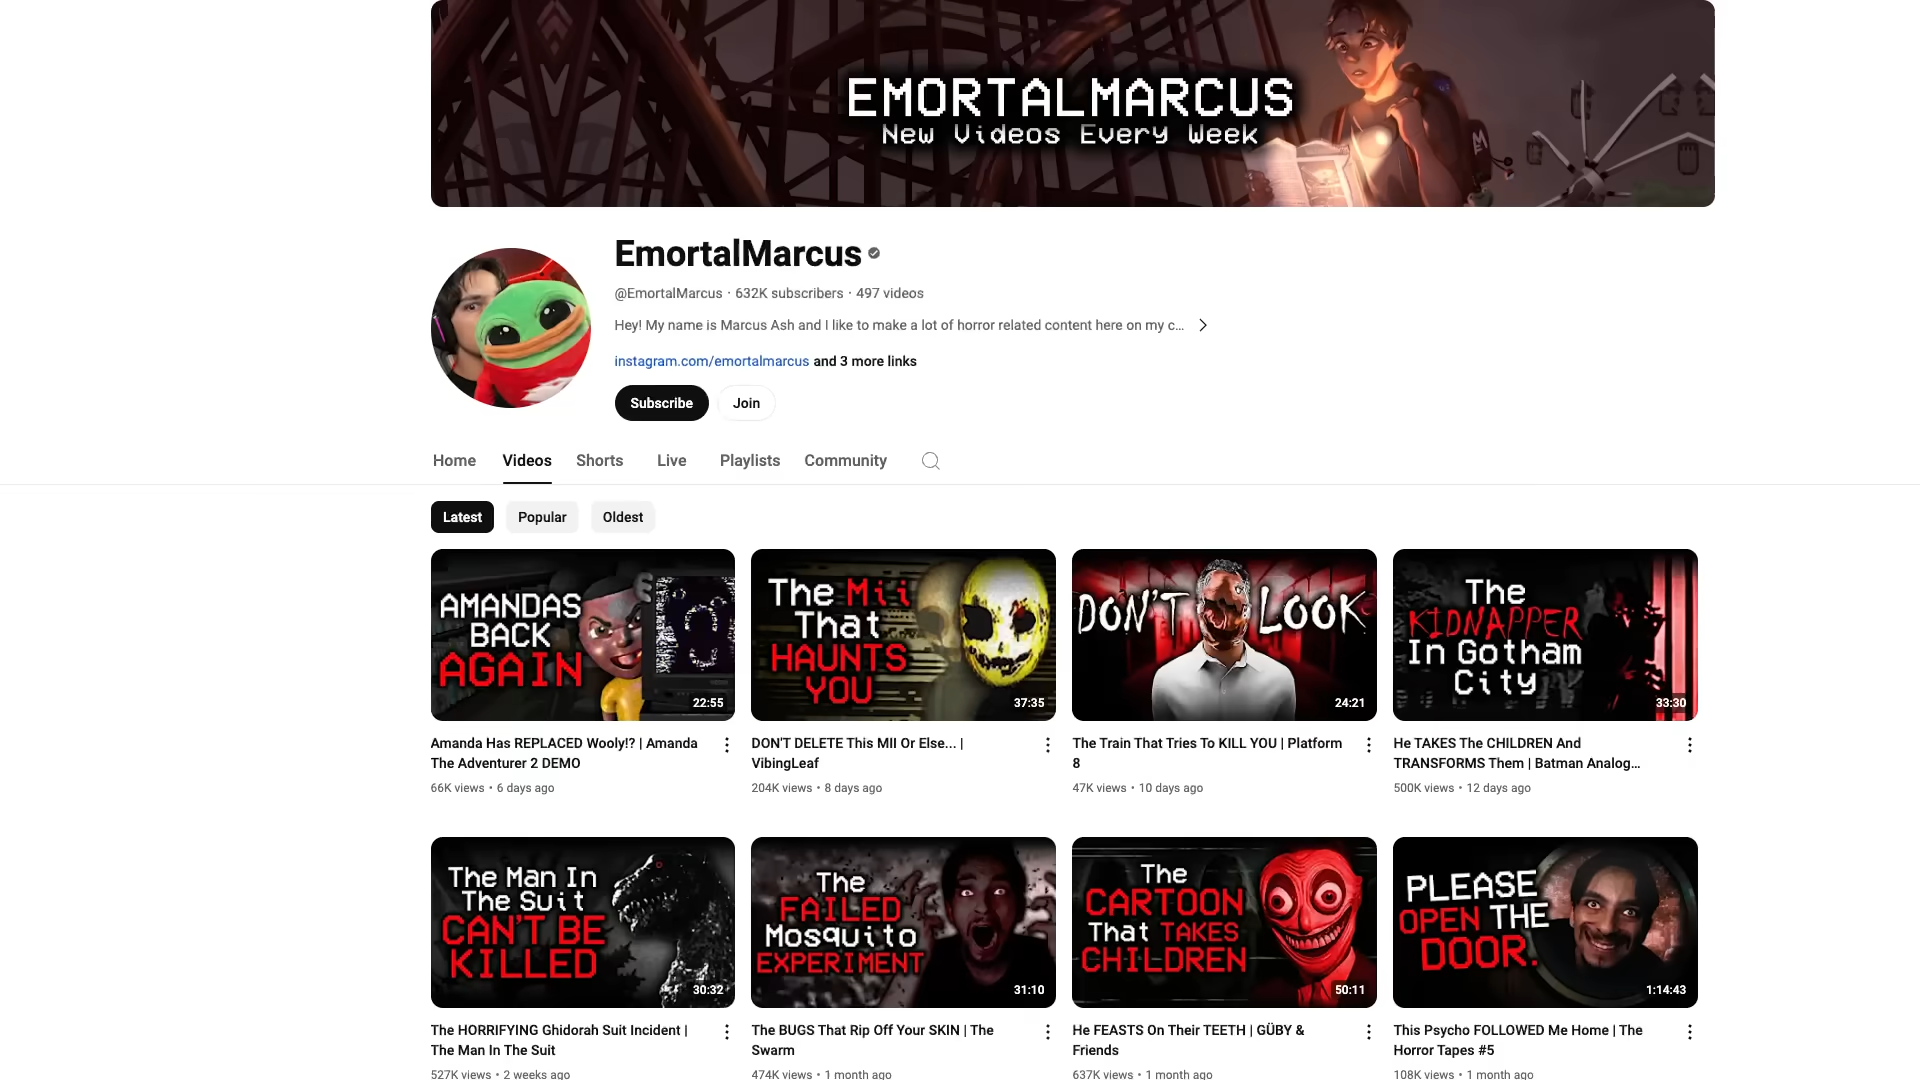 EMORTALMARCUS
New Videos Every Week
EmortalMarcus
@EmortalMarcus · 632K subscribers · 497 videos
Hey! My name is Marcus Ash and I like to make a lot of horror related content here on my c...
instagram.com/emortalmarcus and 3 more links
Subscribe Join
Home Videos Shorts Live Playlists Community
Latest Popular Oldest
AMANDAS
BACK
AGAIN
22:55
The Mii
That
HAUNTS
YOU
37:35
DON'T LOOK
24:21
The
KIDNAPPER
In Gotham
City
33:30
Amanda Has REPLACED Wooly!? | Amanda
The Adventurer 2 DEMO
66K views • 6 days ago
DON'T DELETE This MII Or Else... |
VibingLeaf
204K views • 8 days ago
The Train That Tries To KILL YOU | Platform
8
47K views • 10 days ago
He TAKES The CHILDREN And
TRANSFORMS Them | Batman Analog...
500K views • 12 days ago
The Man In
The Suit
CAN'T BE
KILLED
30:32
The
FAILED
Mosquito
EXPERIMENT
31:10
The
CARTOON
That TAKES
CHILDREN
50:11
PLEASE
OPEN THE
DOOR.
1:14:43
The HORRIFYING Ghidorah Suit Incident |
The Man In The Suit
527K views • 2 weeks ago
The BUGS That Rip Off Your SKIN | The
Swarm
474K views • 1 month ago
He FEASTS On Their TEETH | GÜBY &
Friends
637K views • 1 month ago
This Psycho FOLLOWED Me Home | The
Horror Tapes #5
108K views • 1 month ago